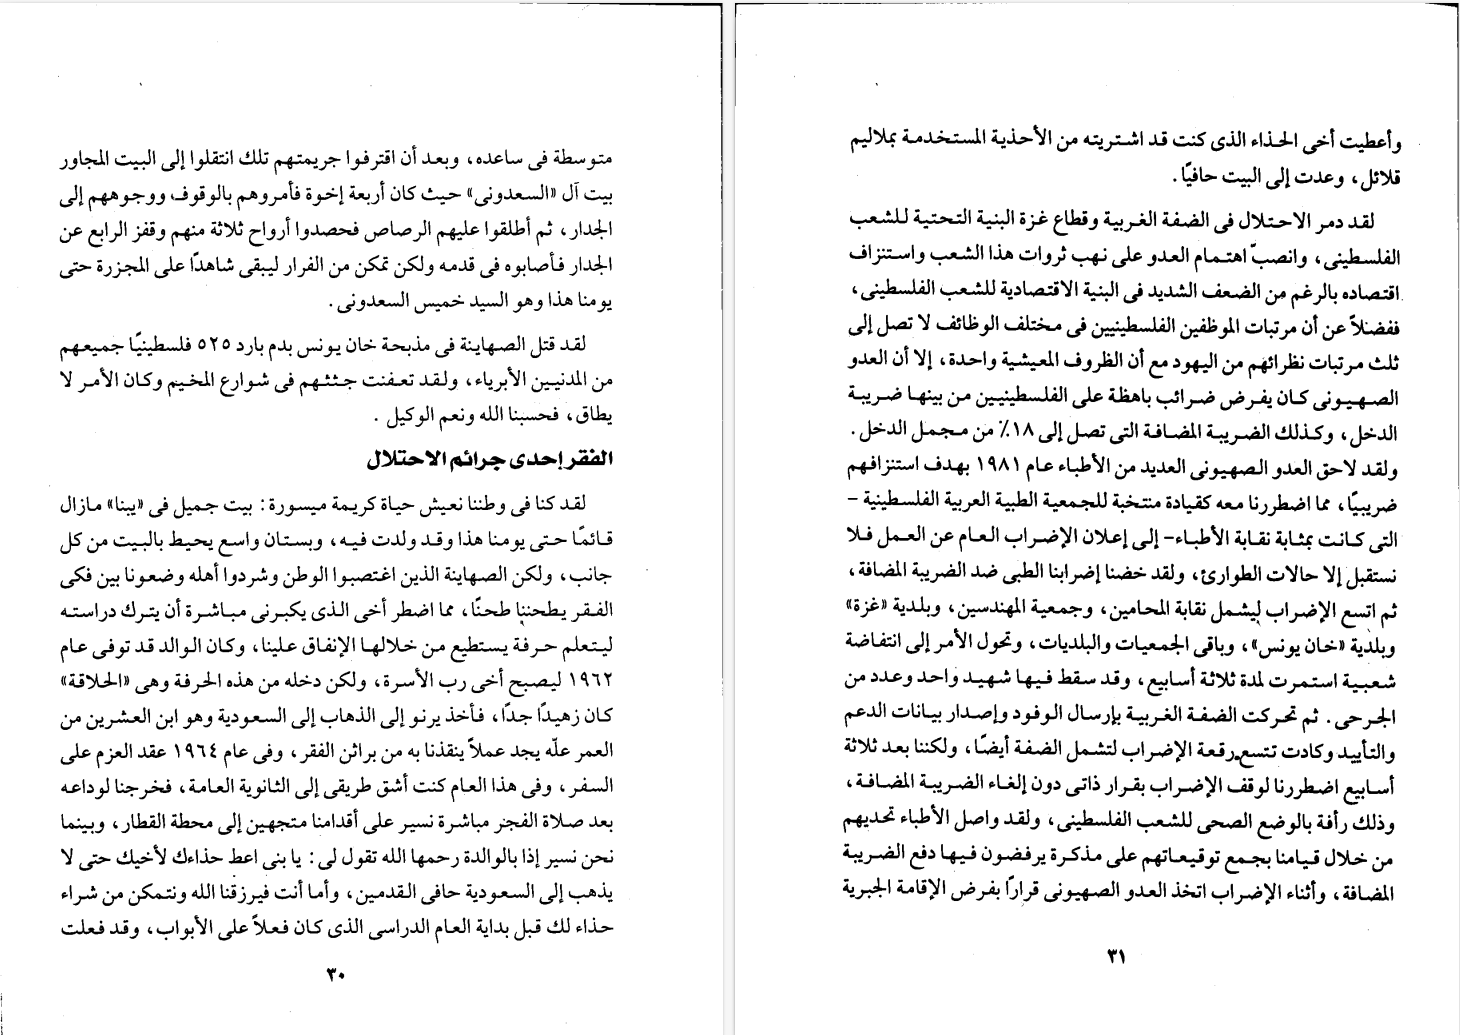 متوسطة فى ساعده، وبعد أن اقترفوا جريمتهم تلك انتقلوا إلى البيت المجاور
بيت آل «السعدونى» حيث كان أربعة إخوة فأمروهم بالوقوف ووجوههم إلى
الجدار، ثم أطلقوا عليهم الرصاص فحصدوا أرواح ثلاثة منهم وقفز الرابع عن
الجدار فأصابوه فى قدمه ولكن تمكن من الفرار ليبقى شاهدًا على المجزرة حتى
يومنا هذا وهو السيد خميس السعدونى.
لقد قتل الصهاينة فى مذبحة خان يونس بدم بارد ٥٢٥ فلسطينيًا جميعهم
من المدنيين الأبرياء، ولقد تعفنت جثثهم فى شوارع المخيم وكان الأمر لا
يطاق، فحسبنا الله ونعم الوكيل.
الفقر إحدى جرائم الاحتلال
لقد كنا فى وطننا نعيش حياة كريمة ميسورة: بيت جميل فى «يبنا» مازال
قائمًا حتى يومنا هذا وقد ولدت فيه، وبستان واسع يحيط بالبيت من كل
جانب، ولكن الصهاينة الذين اغتصبوا الوطن وشردوا أهله وضعونا بين فكى
الفقر يطحننا طحنًا، مما اضطر أخى الذى يكبرنى مباشرة أن يترك دراسته
ليتعلم حرفة يستطيع من خلالها الإنفاق علينا، وكان الوالد قد توفى عام
١٩٦٢ ليصبح أخى رب الأسرة، ولكن دخله من هذه الحرفة وهى «الحلاقة»
كان زهيدًا جدًا، فأخذ يرنو إلى الذهاب إلى السعودية وهو ابن العشرين من
العمر علّه يجد عملاً ينقذنا به من براثن الفقر، وفى عام ١٩٦٤ عقد العزم على
السفر، وفى هذا العام كنت أشق طريقى إلى الثانوية العامة، فخرجنا لوداعه
بعد صلاة الفجر مباشرة نسير على أقدامنا متجهين إلى محطة القطار، وبينما
نحن نسير إذا بالوالدة رحمها الله تقول لى: يا بنى اعط حذاءك لأخيك حتى لا
يذهب إلى السعودية حافى القدمين، وأما أنت فيرزقنا الله ونتمكن من شراء
حذاء لك قبل بداية العام الدراسى الذى كان فعلاً على الأبواب، وقد فعلت
٣٠
وأعطيت أخى الحذاء الذى كنت قد اشتريته من الأحذية المستخدمة بملاليم
قلائل، وعدت إلى البيت حافيًا.
لقد دمر الاحتلال فى الضفة الغربية وقطاع غزة البنية التحتية للشعب
الفلسطينى، وانصبّ اهتمام العدو على نهب ثروات هذا الشعب واستنزاف
اقتصاده بالرغم من الضعف الشديد فى البنية الاقتصادية للشعب الفلسطينى،
ففضلاً عن أن مرتبات الموظفين الفلسطينيين فى مختلف الوظائف لا تصل إلى
ثلث مرتبات نظرائهم من اليهود مع أن الظروف المعيشية واحدة، إلا أن العدو
الصهيونى كان يفرض ضرائب باهظة على الفلسطينيين من بينها ضريبة
الدخل، وكذلك الضريبة المضافة التى تصل إلى ١٨٪ من مجمل الدخل.
ولقد لاحق العدو الصهيونى العديد من الأطباء عام ١٩٨١ بهدف استنزافهم
ضريبيًا، مما اضطررنا معه كقيادة منتخبة للجمعية الطبية العربية الفلسطينية -
التى كانت بمثابة نقابة الأطباء- إلى إعلان الإضراب العام عن العمل فلا
نستقبل إلا حالات الطوارئ، ولقد خضنا إضرابنا الطبى ضد الضريبة المضافة،
ثم اتسع الإضراب ليشمل نقابة المحامين، وجمعية المهندسين، وبلدية «غزة»
وبلدية «خان يونس»، وباقى الجمعيات والبلديات، وتحول الأمر إلى انتفاضة
شعبية استمرت لمدة ثلاثة أسابيع، وقد سقط فيها شهيد واحد وعدد من
الجرحى. ثم تحركت الضفة الغربية بإرسال الوفود وإصدار بيانات الدعم
والتأييد وكادت تتسع رقعة الإضراب لتشمل الضفة أيضًا، ولكننا بعد ثلاثة
أسابيع اضطررنا لوقف الإضراب بقرار ذاتى دون إلغاء الضريبة المضافة،
وذلك رأفة بالوضع الصحى للشعب الفلسطينى، ولقد واصل الأطباء تحديهم
من خلال قيامنا بجمع توقيعاتهم على مذكرة يرفضون فيها دفع الضريبة
المضافة، وأثناء الإضراب اتخذ العدو الصهيونى قرارًا بفرض الإقامة الجبرية
٣١